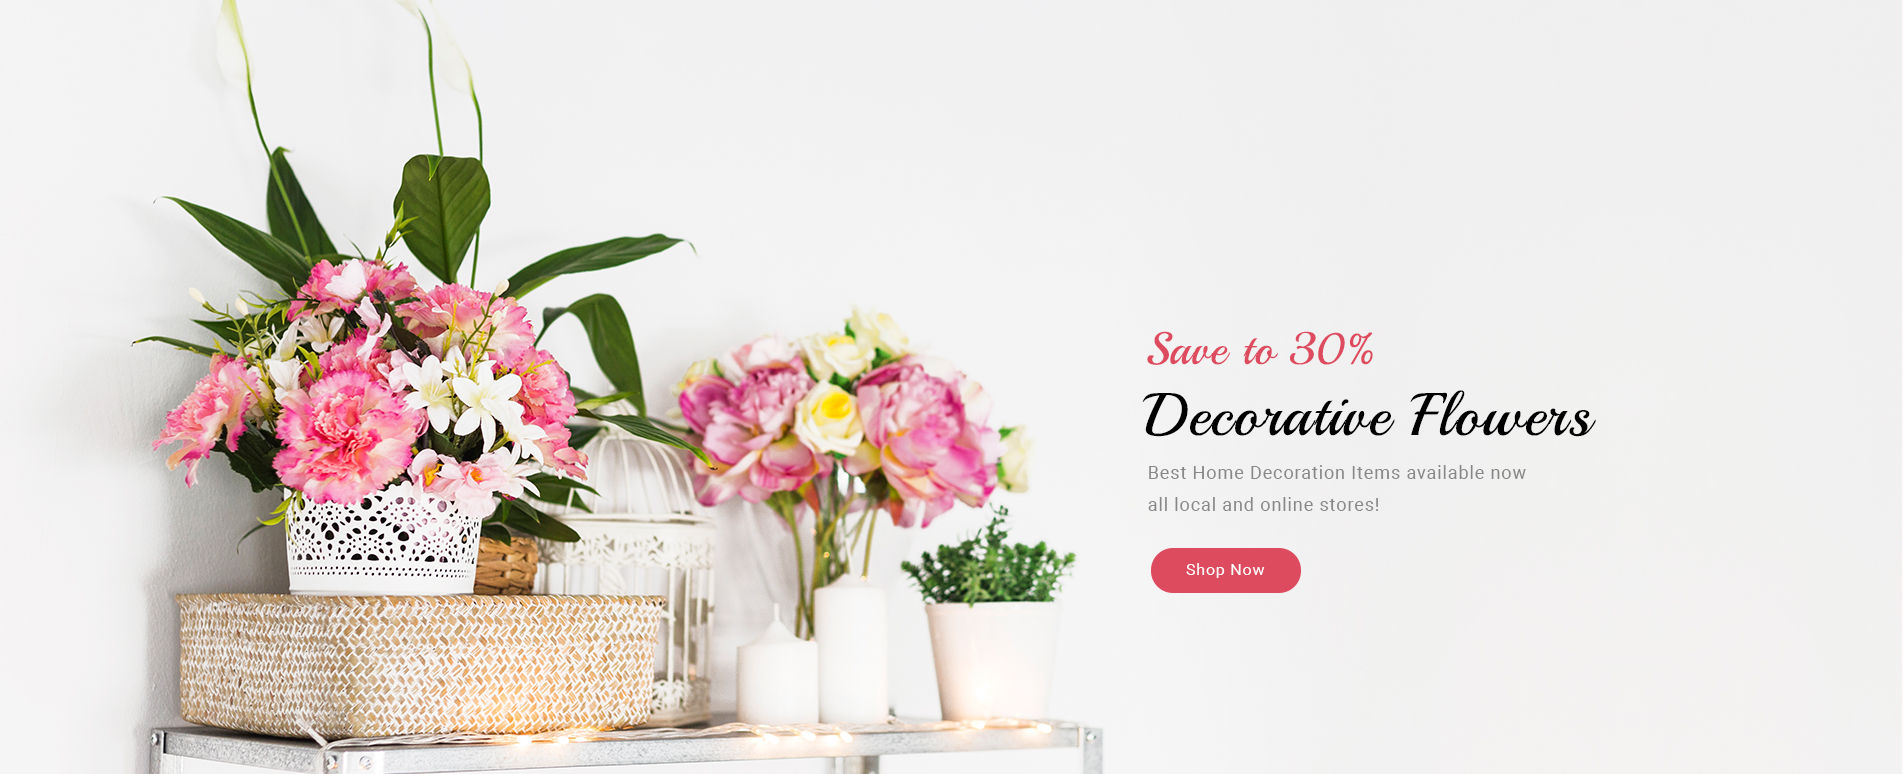 Save to 30%
Decorative Flowers
Best Home Decoration Items available now
all local and online stores!
Shop Now